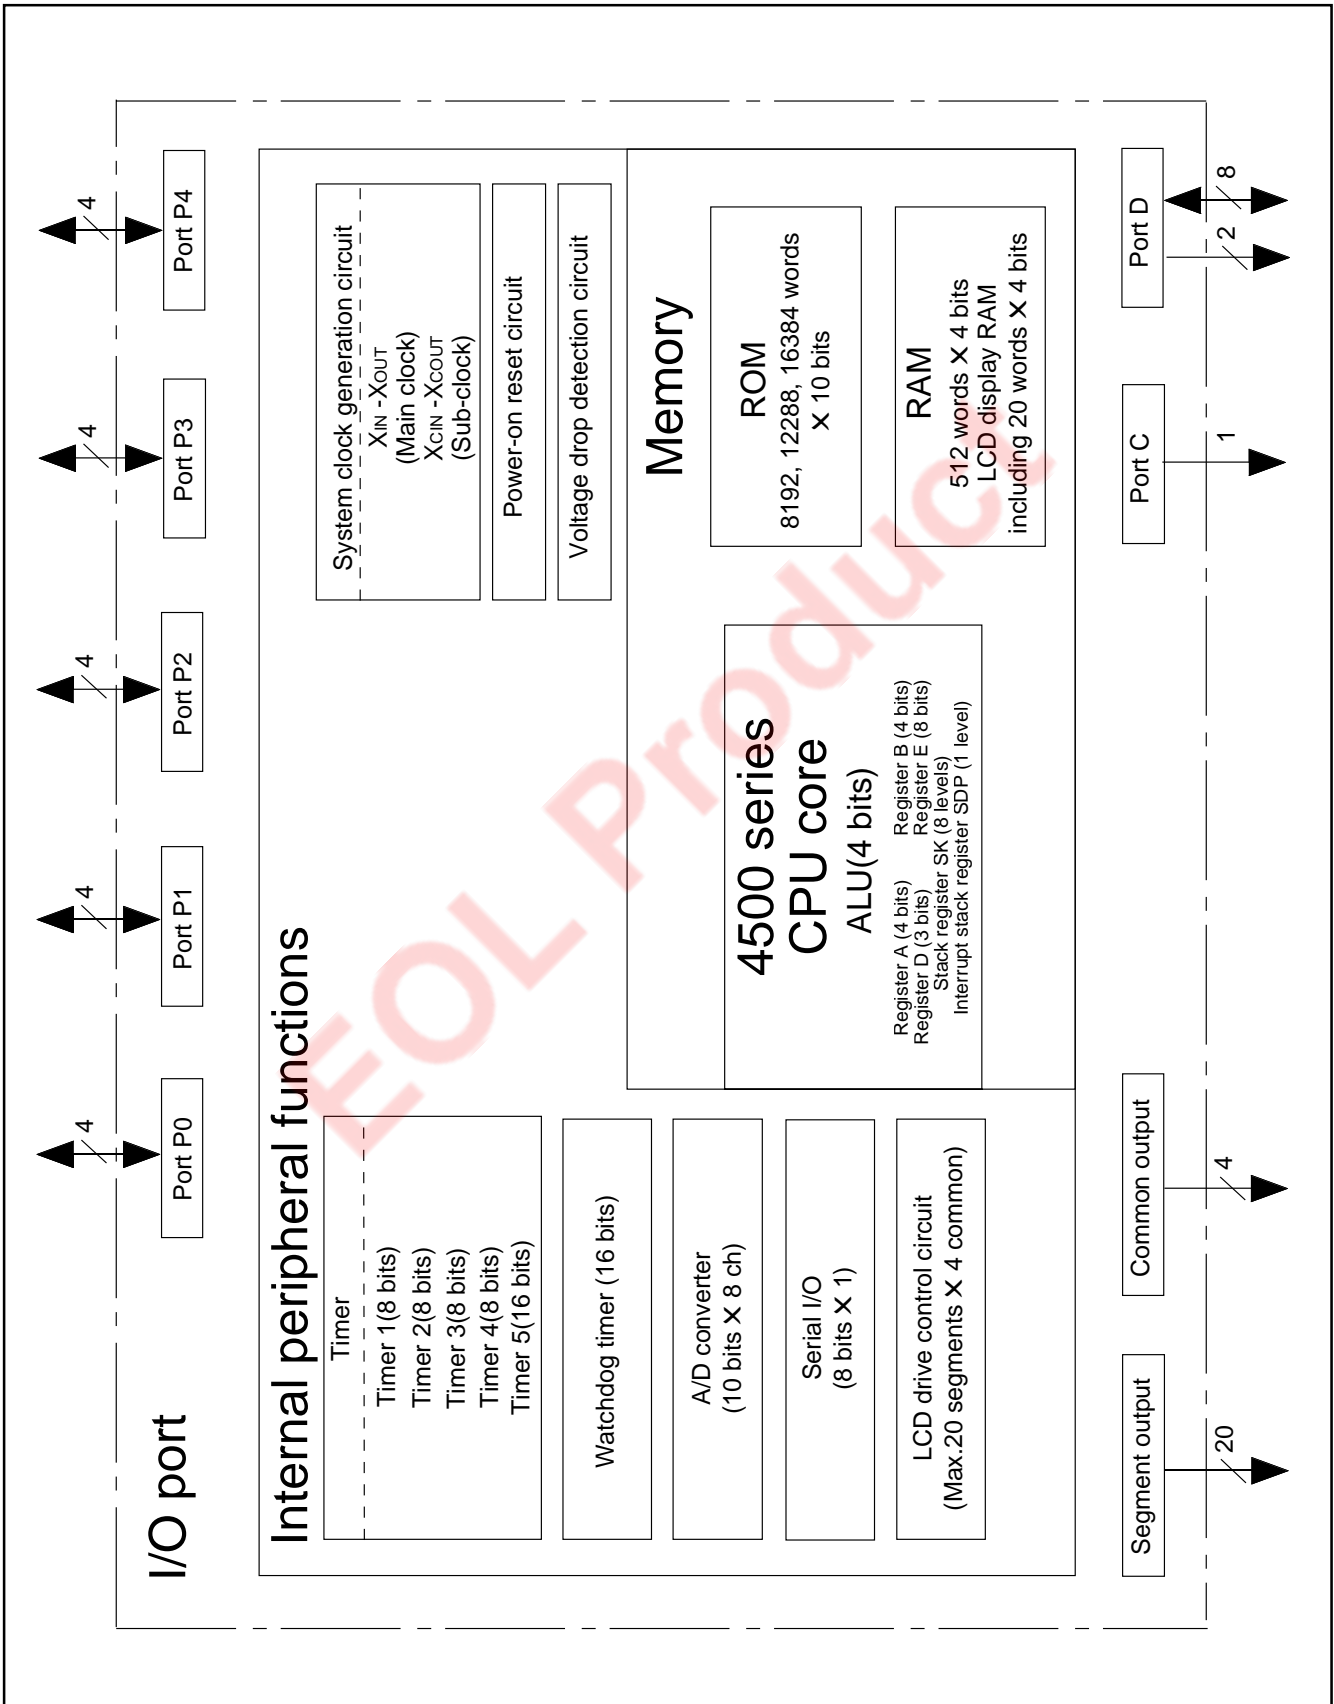 I/O port
4
4
4
4
4
Port P0
Port P1
Port P2
Port P3
Port P4
Internal peripheral functions
Timer
Timer 1(8 bits)
Timer 2(8 bits)
Timer 3(8 bits)
Timer 4(8 bits)
Timer 5(16 bits)
Watchdog timer (16 bits)
A/D converter
(10 bits X 8 ch)
Serial I/O
(8 bits X 1)
LCD drive control circuit
(Max.20 segments X 4 common)
System clock generation circuit
XIN -XOUT
(Main clock)
XCIN -XCOUT
(Sub-clock)
Power-on reset circuit
Voltage drop detection circuit
4500 series
CPU core
ALU(4 bits)
Register A (4 bits) Register B (4 bits)
Register D (3 bits) Register E (8 bits)
Stack register SK (8 levels)
Interrupt stack register SDP (1 level)
Memory
ROM
8192, 12288, 16384 words
X 10 bits
RAM
512 words X 4 bits
LCD display RAM
including 20 words X 4 bits
Segment output
Common output
Port C
Port D
20
4
1
2
8
EOL Product